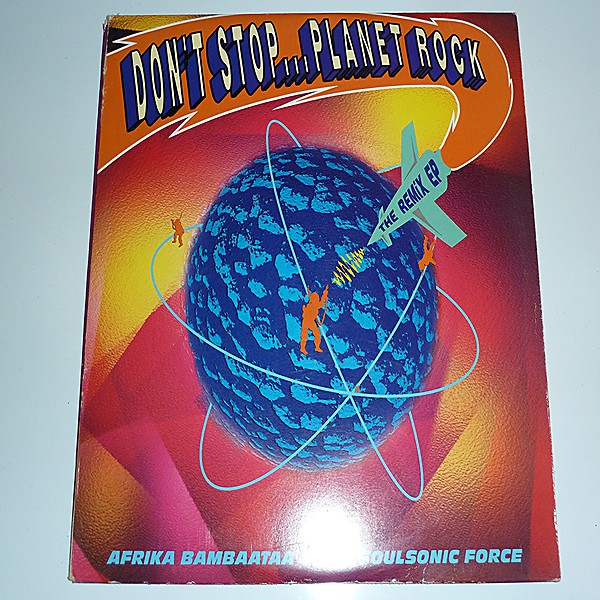 DON'T STOP...PLANET ROCK
THE REMIX EP
AFRIKA BAMBAATAA SOULSONIC FORCE